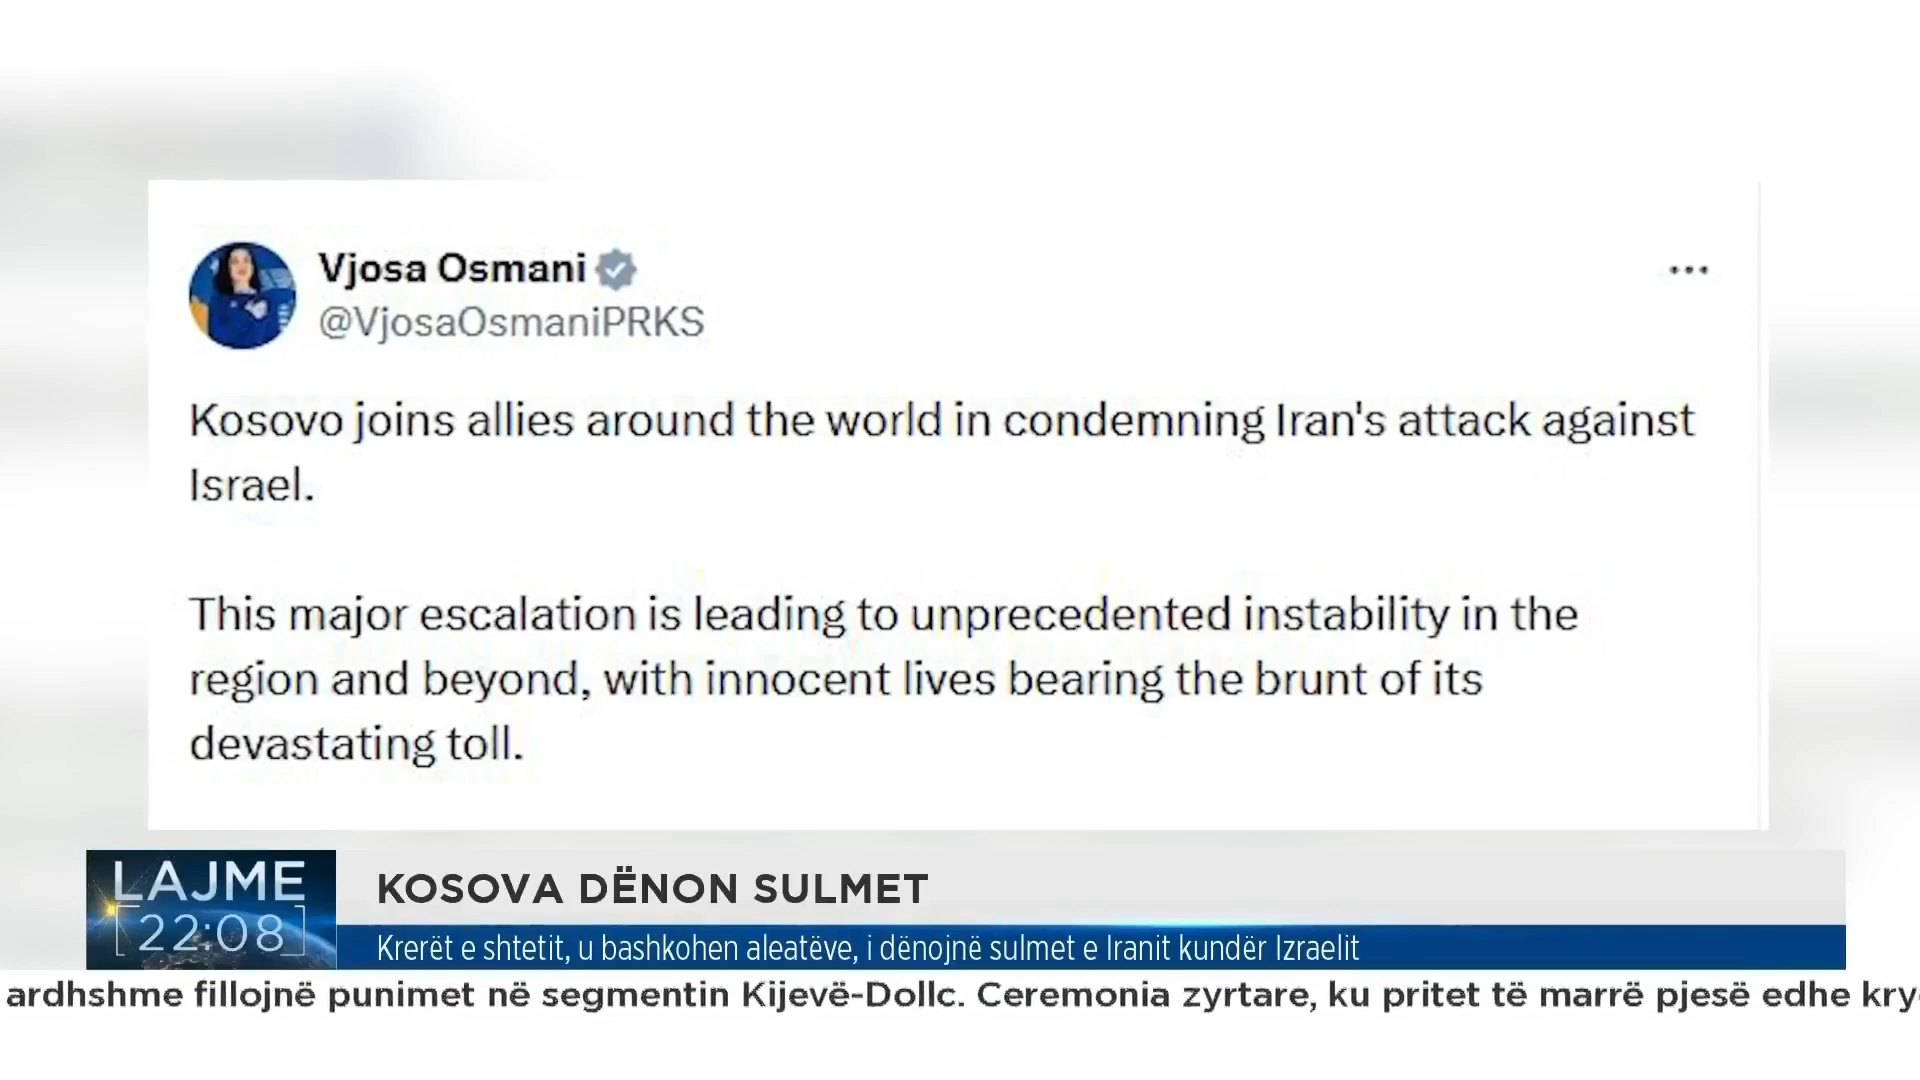 Vjosa Osmani
@VjosaOsmaniPRKS
Kosovo joins allies around the world in condemning Iran's attack against
Israel.
This major escalation is leading to unprecedented instability in the
region and beyond, with innocent lives bearing the brunt of its
devastating toll.
LAJME
22:08
KOSOVA DËNON SULMET
Krerët e shtetit, u bashkohen aleatëve, i dënojnë sulmet e Iranit kundër Izraelit
ardhshme fillojnë punimet në segmentin Kijevë-Dollc. Ceremonia zyrtare, ku pritet të marrë pjesë edhe kry